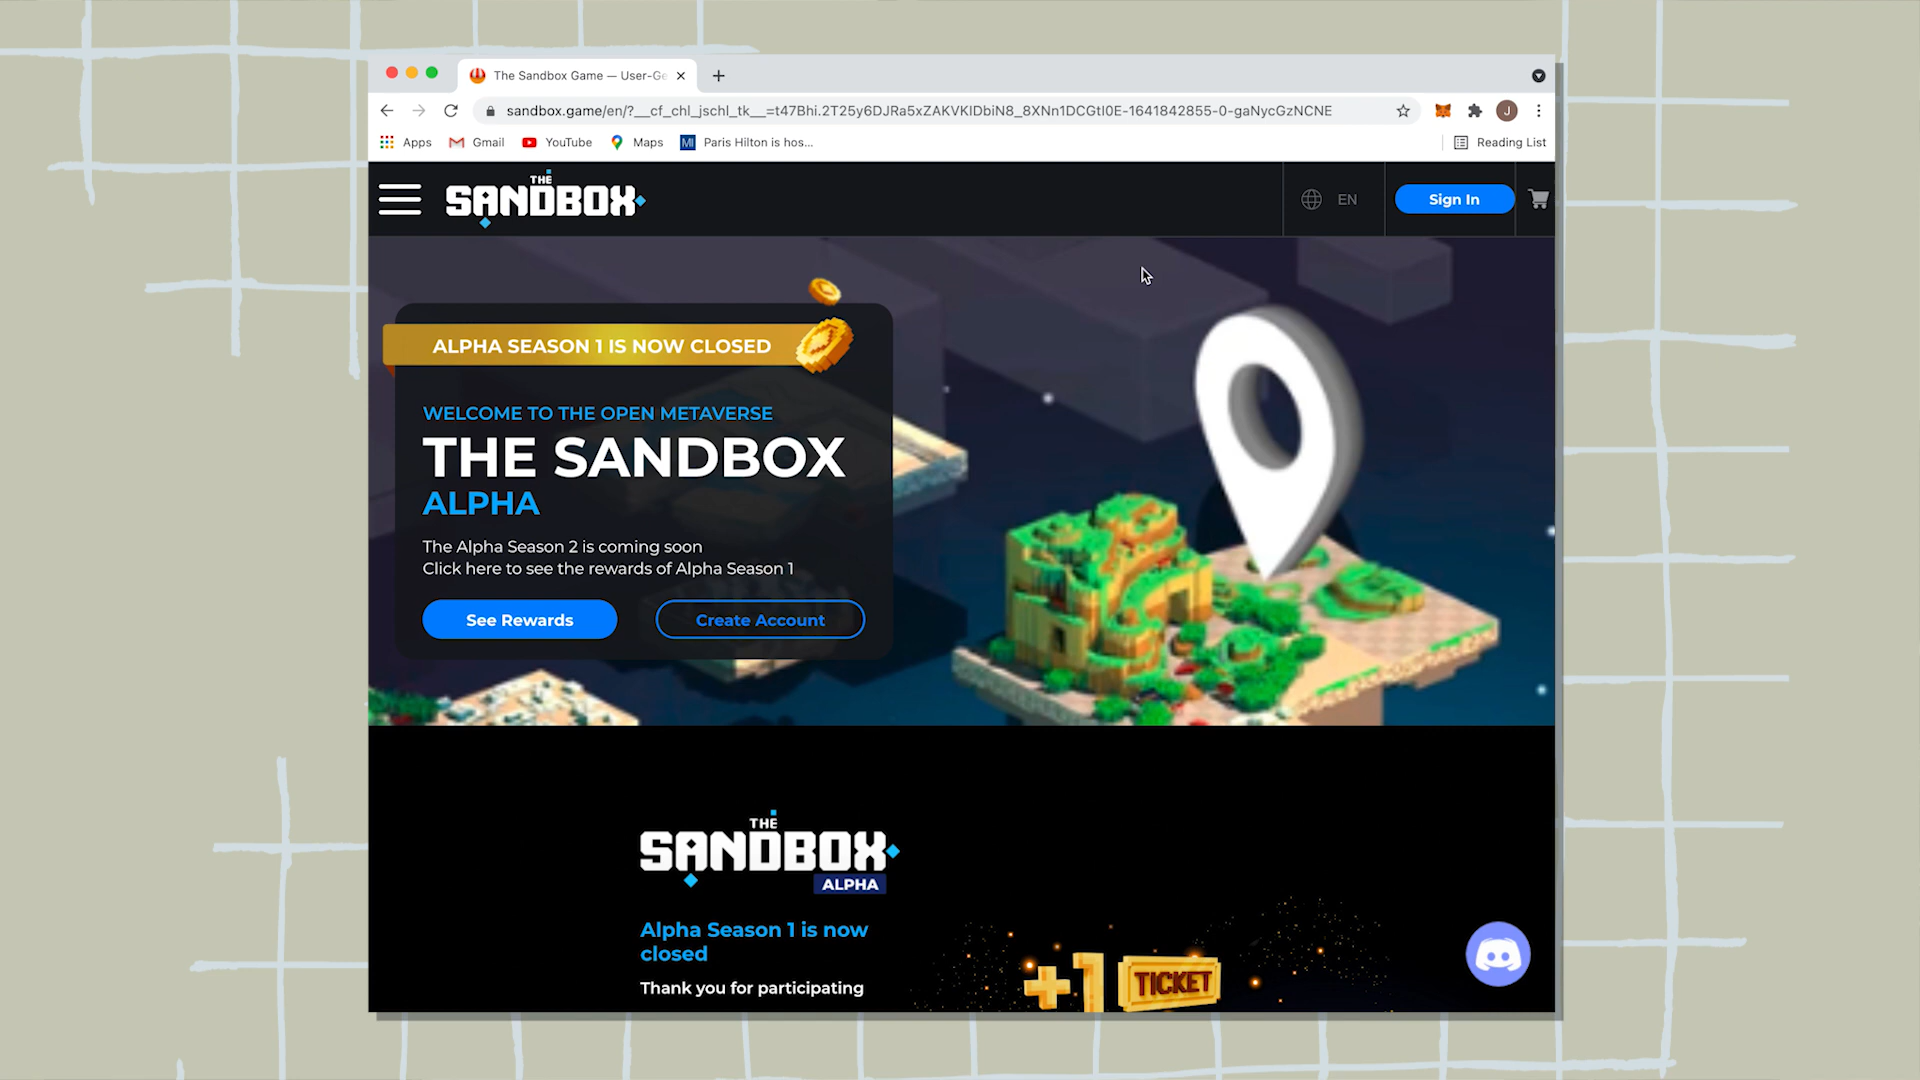 The Sandbox Game — User-Ge
sandbox.game/en/?__cf_chl_jschl_tk__=t47Bhi.2T25y6DJRa5xZAKVKlDbiN8_8XNn1DCGtI0E-1641842855-0-gaNycGzNCNE
J
Apps Gmail YouTube Maps MI Paris Hilton is hos... Reading List
THE
SANDBOX
EN
Sign In
ALPHA SEASON 1 IS NOW CLOSED
WELCOME TO THE OPEN METAVERSE
THE SANDBOX
ALPHA
The Alpha Season 2 is coming soon
Click here to see the rewards of Alpha Season 1
See Rewards
Create Account
THE
SANDBOX
ALPHA
Alpha Season 1 is now
closed
Thank you for participating
+1 TICKET